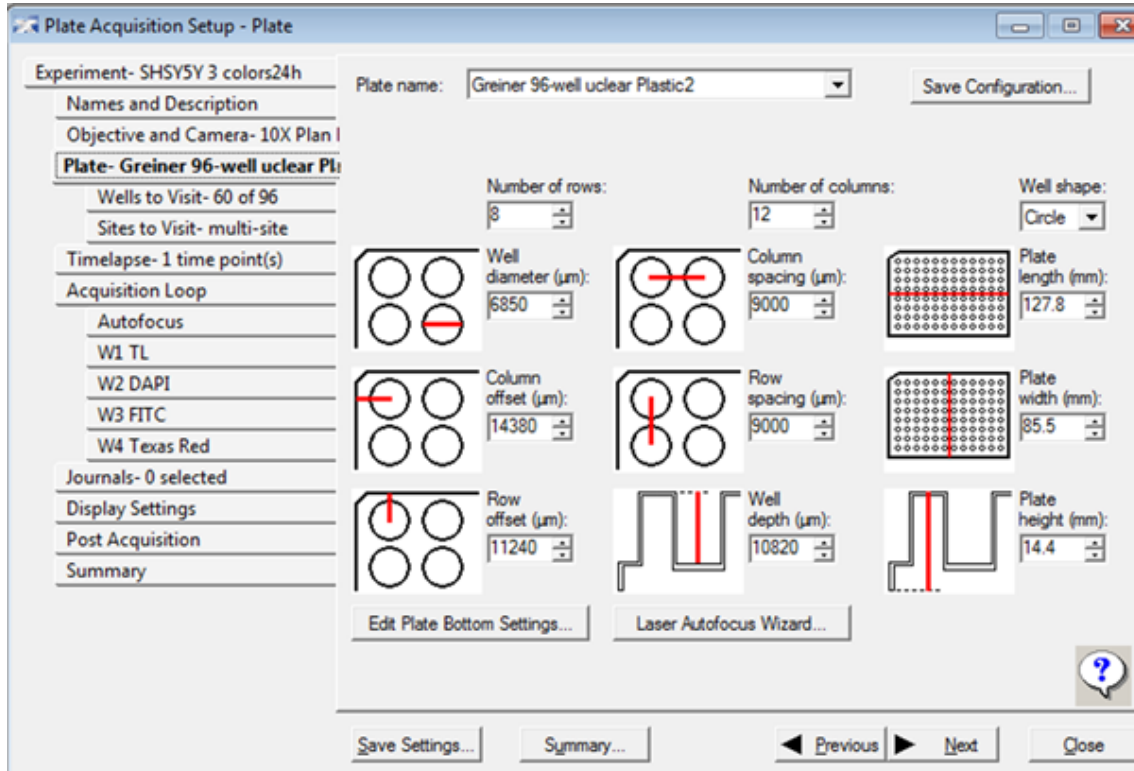 Plate Acquisition Setup - Plate
Experiment- SHSY5Y 3 colors24h
Names and Description
Objective and Camera- 10X Plan
Plate- Greiner 96-well uclear Pla
Wells to Visit- 60 of 96
Sites to Visit- multi-site
Timelapse- 1 time point(s)
Acquisition Loop
Autofocus
W1 TL
W2 DAPI
W3 FITC
W4 Texas Red
Journals- 0 selected
Display Settings
Post Acquisition
Summary
Plate name: Greiner 96-well uclear Plastic2
Save Configuration...
Number of rows:
8
Number of columns:
12
Well shape:
Circle
Well
diameter (µm):
6850
Column
spacing (µm):
9000
Plate
length (mm):
127.8
Column
offset (µm):
14380
Row
spacing (µm):
9000
Plate
width (mm):
85.5
Row
offset (µm):
11240
Well
depth (µm):
10820
Plate
height (mm):
14.4
Edit Plate Bottom Settings...
Laser Autofocus Wizard...
?
Save Settings...
Summary...
Previous
Next
Close